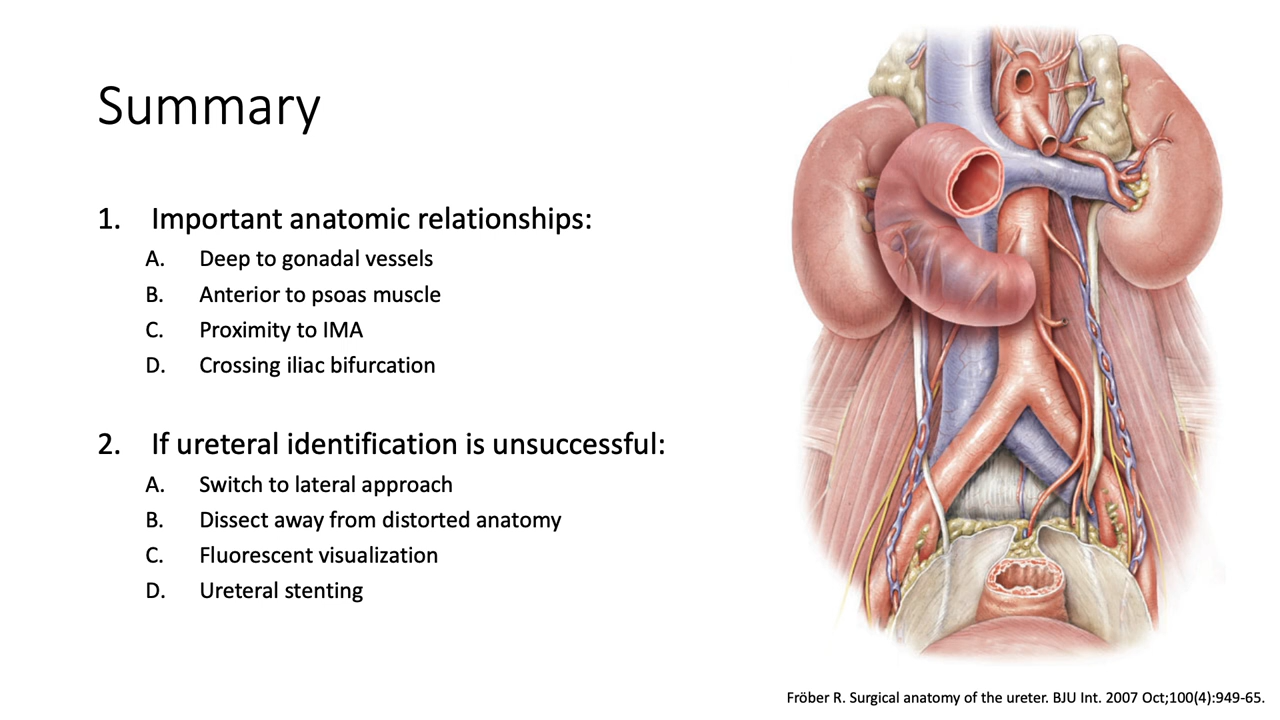 Summary
1. Important anatomic relationships:
A. Deep to gonadal vessels
B. Anterior to psoas muscle
C. Proximity to IMA
D. Crossing iliac bifurcation
2. If ureteral identification is unsuccessful:
A. Switch to lateral approach
B. Dissect away from distorted anatomy
C. Fluorescent visualization
D. Ureteral stenting
Fröber R. Surgical anatomy of the ureter. BJU Int. 2007 Oct;100(4):949-65.